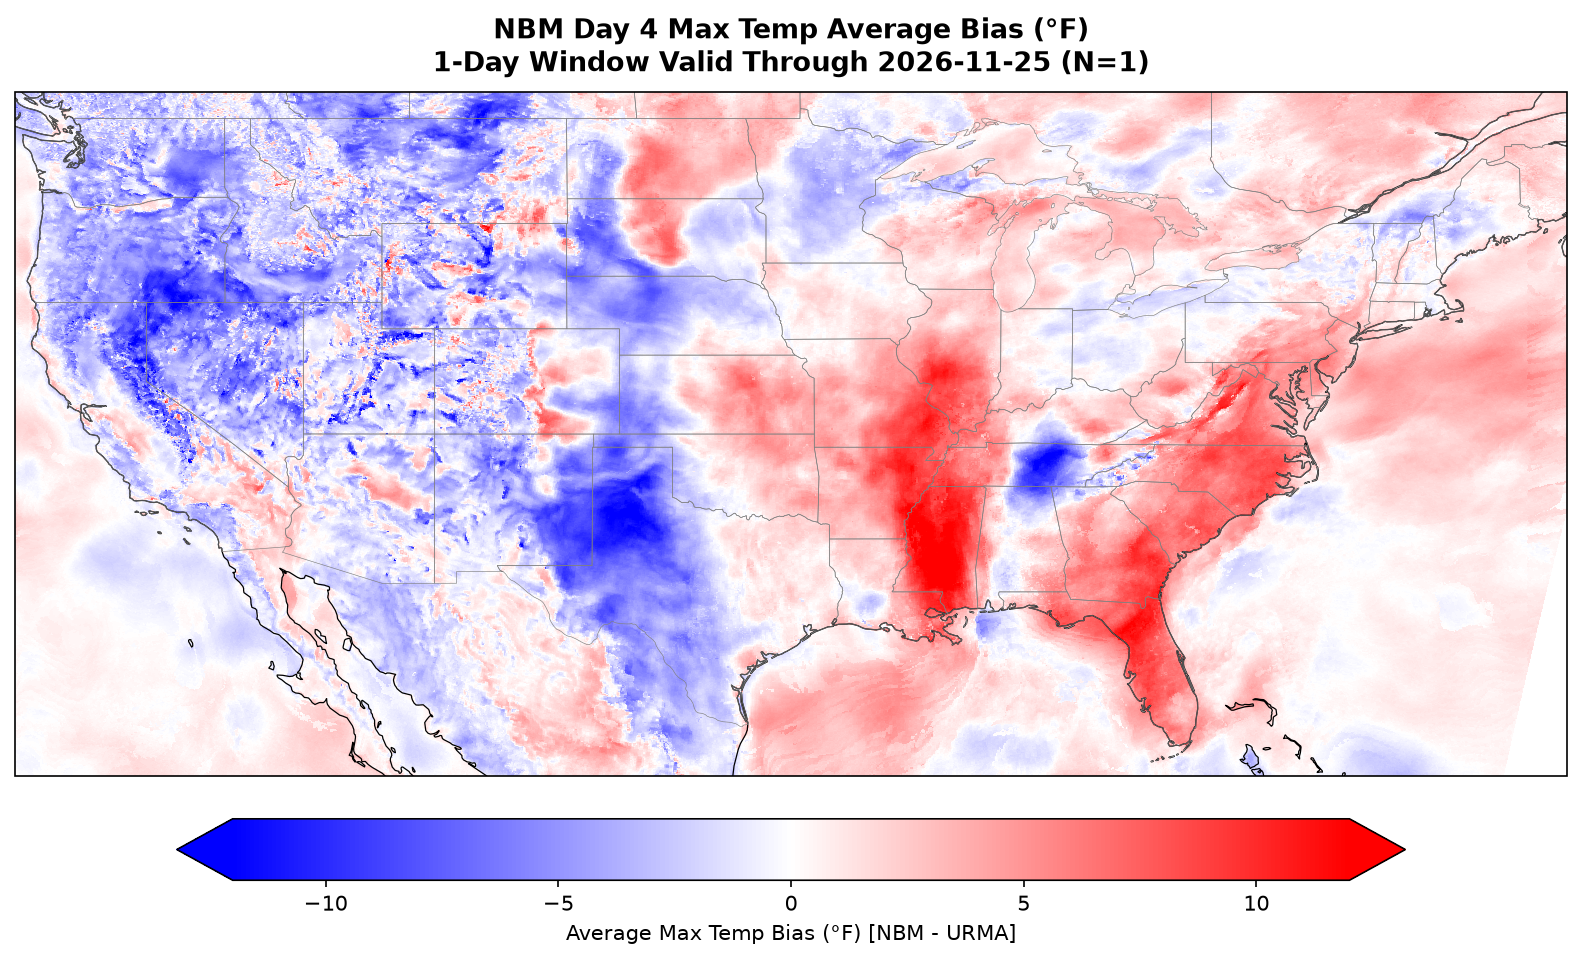 NBM Day 4 Max Temp Average Bias (°F)
1-Day Window Valid Through 2026-11-25 (N=1)
−10 −5 0 5 10
Average Max Temp Bias (°F) [NBM - URMA]